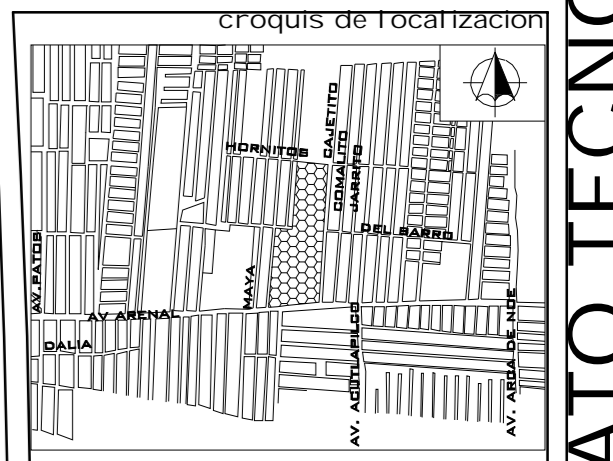 croquis de localizacion
HORNITOS
CAJETITO
COMALITO
JARRITO
DEL BARRO
AV.PATOS
MAYA
AV ARENAL
DALIA
AV. ACUTLAPILCO
AV. ARCA DE NOE
ATO TECNIC